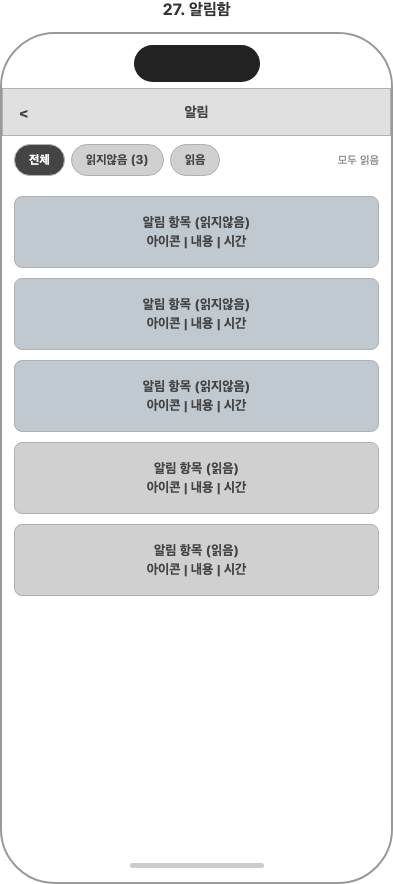 27. 알림함
<
알림
전체
읽지않음 (3)
읽음
모두 읽음
알림 항목 (읽지않음)
아이콘 | 내용 | 시간
알림 항목 (읽지않음)
아이콘 | 내용 | 시간
알림 항목 (읽지않음)
아이콘 | 내용 | 시간
알림 항목 (읽음)
아이콘 | 내용 | 시간
알림 항목 (읽음)
아이콘 | 내용 | 시간